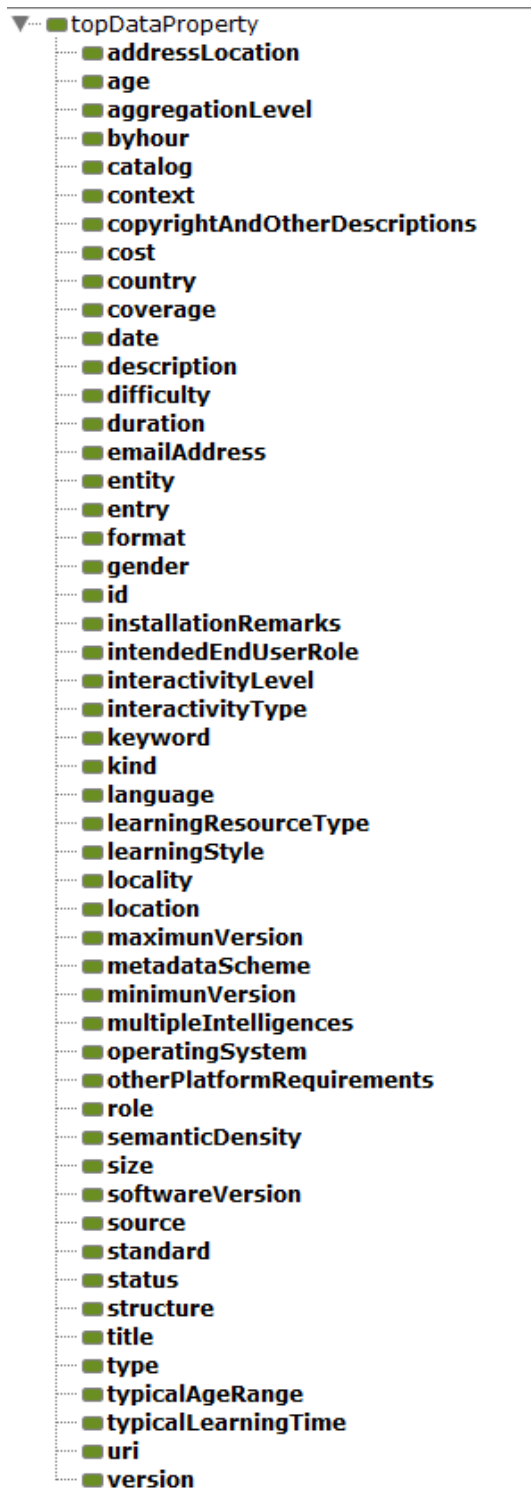 topDataProperty
addressLocation
age
aggregationLevel
byhour
catalog
context
copyrightAndOtherDescriptions
cost
country
coverage
date
description
difficulty
duration
emailAddress
entity
entry
format
gender
id
installationRemarks
intendedEndUserRole
interactivityLevel
interactivityType
keyword
kind
language
learningResourceType
learningStyle
locality
location
maximunVersion
metadataScheme
minimunVersion
multipleIntelligences
operatingSystem
otherPlatformRequirements
role
semanticDensity
size
softwareVersion
source
standard
status
structure
title
type
typicalAgeRange
typicalLearningTime
uri
version